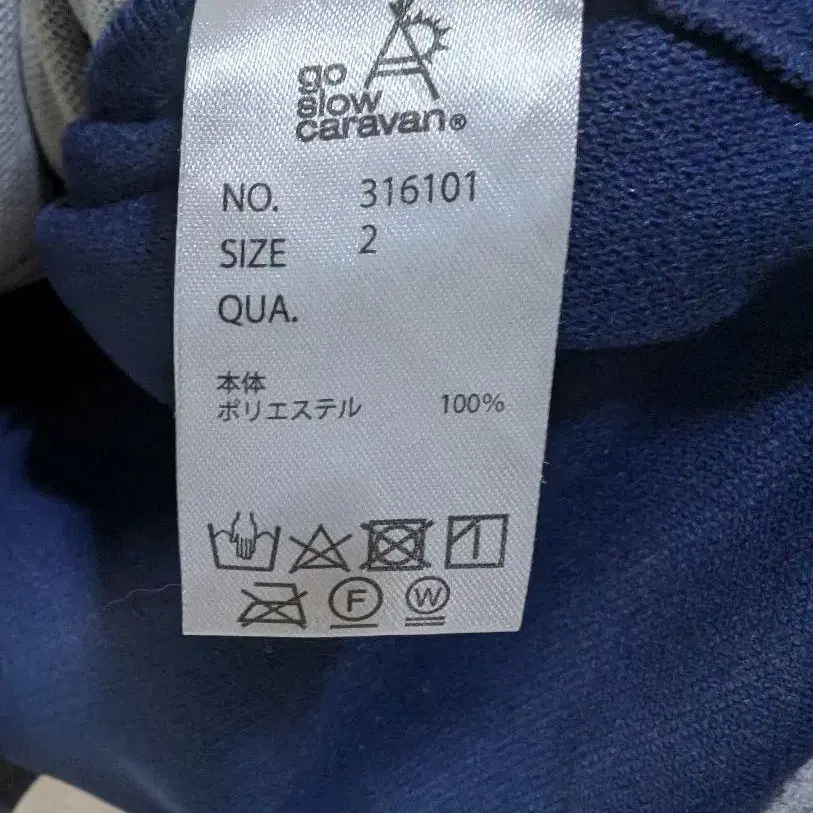 go
slow
caravan®
NO. 316101
SIZE 2
QUA.
本体
ポリエステル 100%
F
W